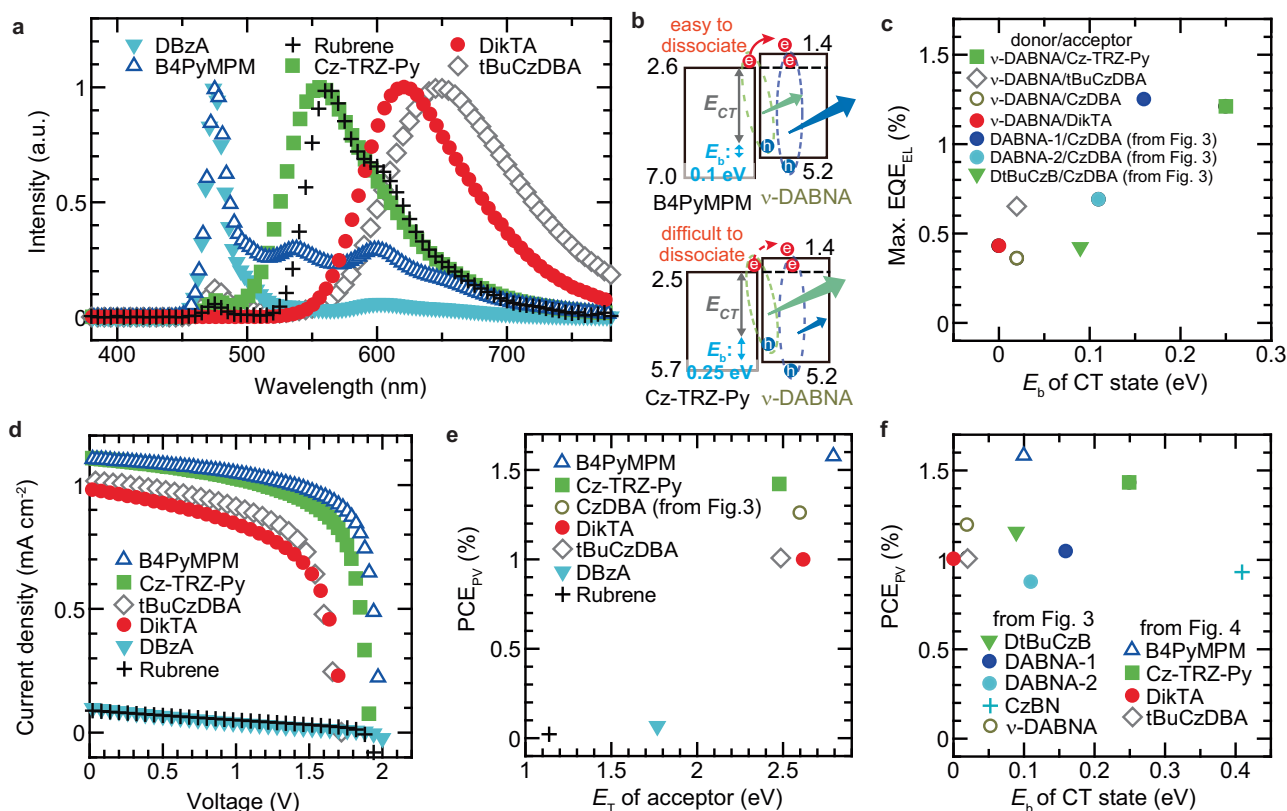 a
DBzA
B4PyMPM
Rubrene
Cz-TRZ-Py
DikTA
tBuCzDBA
Intensity (a.u.)
1
0.5
0
400
500
600
700
Wavelength (nm)
b
easy to
dissociate
e
e
e
1.4
2.6
E_CT
E_b:
0.1 eV
h
h
7.0
5.2
B4PyMPM
ν-DABNA
difficult to
dissociate
e
e
e
1.4
2.5
E_CT
E_b:
0.25 eV
h
h
5.7
5.2
Cz-TRZ-Py
ν-DABNA
c
donor/acceptor
ν-DABNA/Cz-TRZ-Py
ν-DABNA/tBuCzDBA
ν-DABNA/CzDBA
ν-DABNA/DikTA
DABNA-1/CzDBA (from Fig. 3)
DABNA-2/CzDBA (from Fig. 3)
DtBuCzB/CzDBA (from Fig. 3)
Max. EQE_EL (%)
1.5
1
0.5
0
0
0.1
0.2
0.3
E_b of CT state (eV)
d
B4PyMPM
Cz-TRZ-Py
tBuCzDBA
DikTA
DBzA
Rubrene
Current density (mA cm⁻²)
1
0.5
0
0
0.5
1
1.5
2
Voltage (V)
e
B4PyMPM
Cz-TRZ-Py
CzDBA (from Fig.3)
DikTA
tBuCzDBA
DBzA
Rubrene
PCE_PV (%)
1.5
1
0.5
0
1
1.5
2
2.5
E_T of acceptor (eV)
f
from Fig. 3
DtBuCzB
DABNA-1
DABNA-2
CzBN
ν-DABNA
from Fig. 4
B4PyMPM
Cz-TRZ-Py
DikTA
tBuCzDBA
PCE_PV (%)
1.5
1
0.5
0
0
0.1
0.2
0.3
0.4
E_b of CT state (eV)